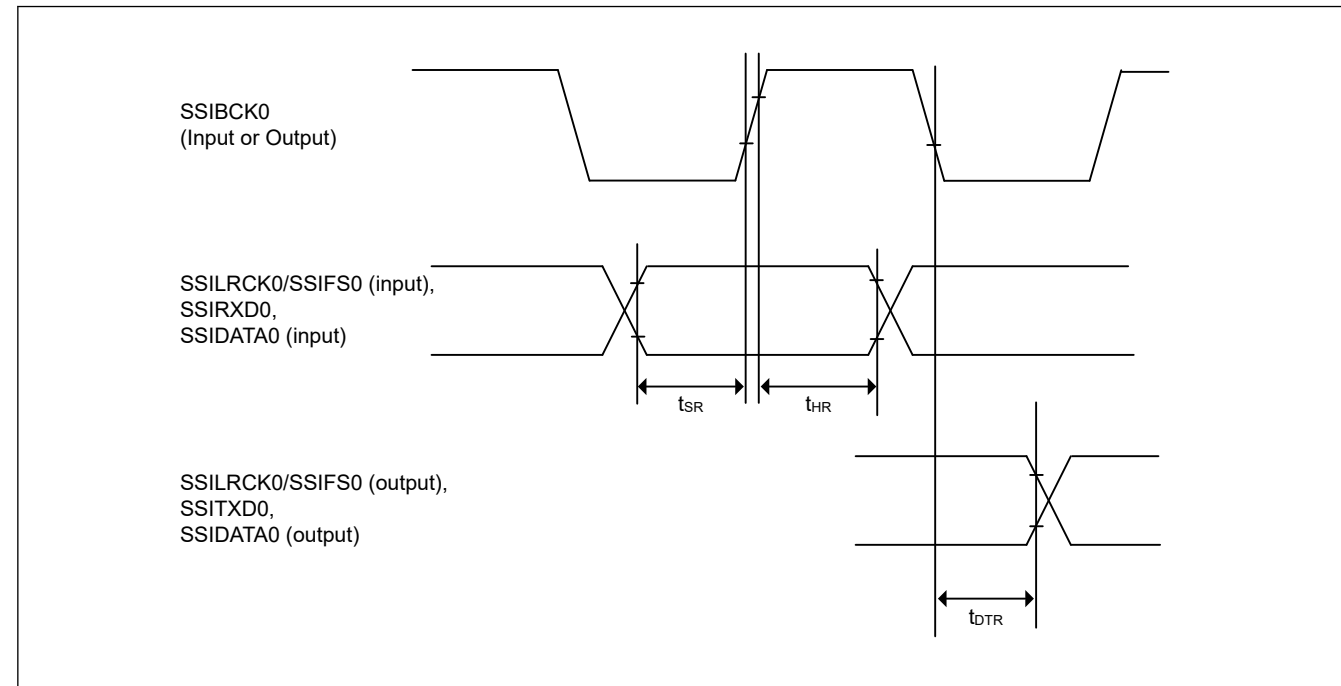 SSIBCK0
(Input or Output)
SSILRCK0/SSIFS0 (input),
SSIRXD0,
SSIDATA0 (input)
tSR
tHR
SSILRCK0/SSIFS0 (output),
SSITXD0,
SSIDATA0 (output)
tDTR